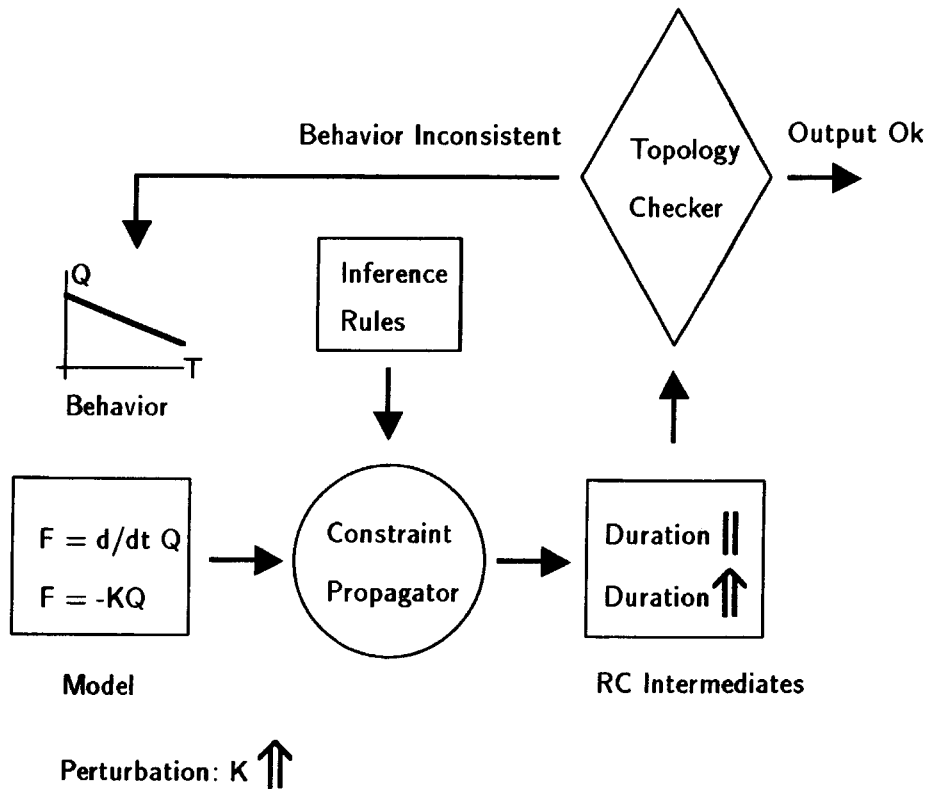 Behavior Inconsistent
Topology
Checker
Output Ok
Q
T
Behavior
Inference
Rules
F = d/dt Q
F = -KQ
Model
Constraint
Propagator
Duration ||
Duration ⇑
RC Intermediates
Perturbation: K ⇑